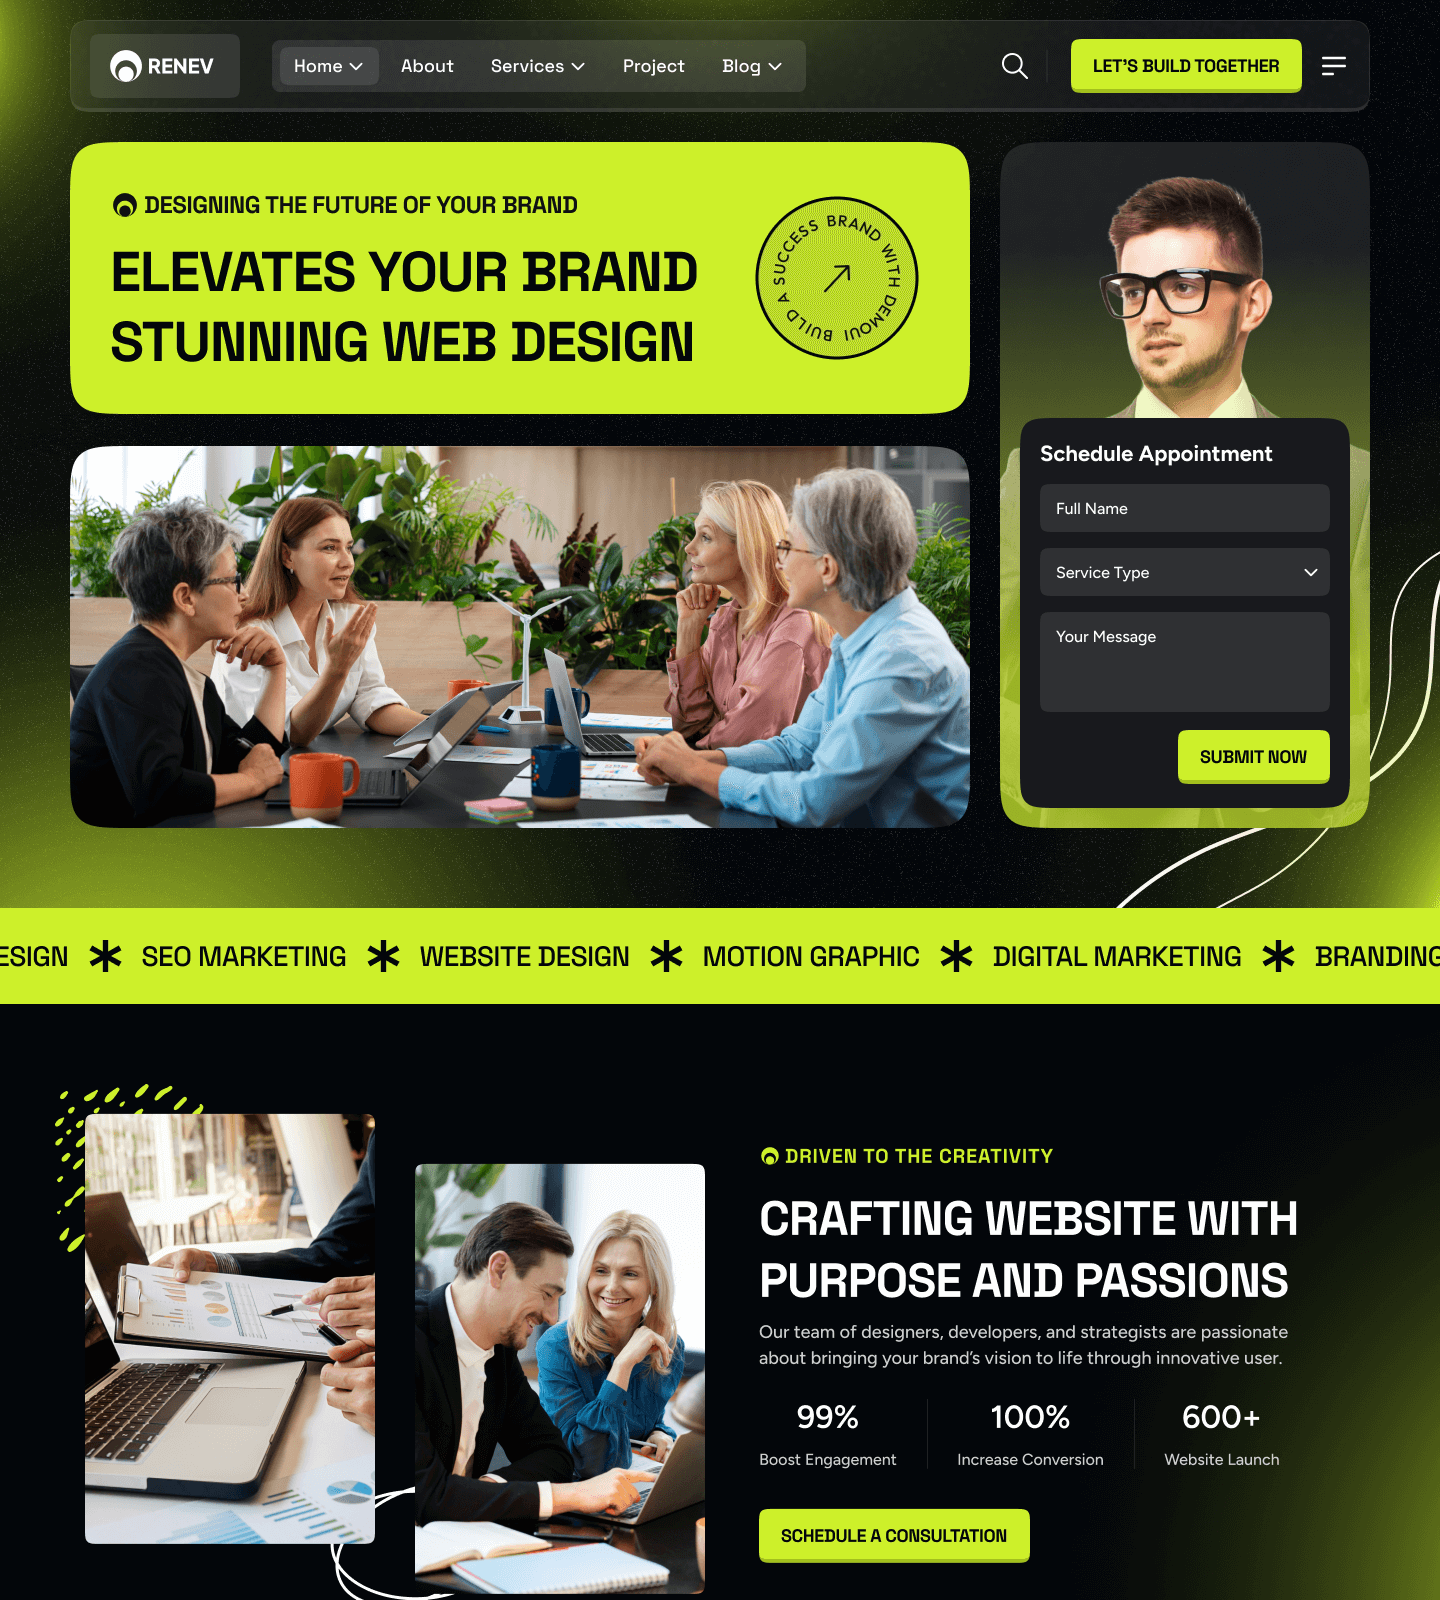 RENEV
Home
About
Services
Project
Blog
LET'S BUILD TOGETHER
DESIGNING THE FUTURE OF YOUR BRAND
ELEVATES YOUR BRAND
STUNNING WEB DESIGN
BUILD A SUCCESS BRAND WITH DEMOUI
Schedule Appointment
Full Name
Service Type
Your Message
SUBMIT NOW
ESIGN * SEO MARKETING * WEBSITE DESIGN * MOTION GRAPHIC * DIGITAL MARKETING * BRANDING
DRIVEN TO THE CREATIVITY
CRAFTING WEBSITE WITH
PURPOSE AND PASSIONS
Our team of designers, developers, and strategists are passionate
about bringing your brand’s vision to life through innovative user.
99%
Boost Engagement
100%
Increase Conversion
600+
Website Launch
SCHEDULE A CONSULTATION